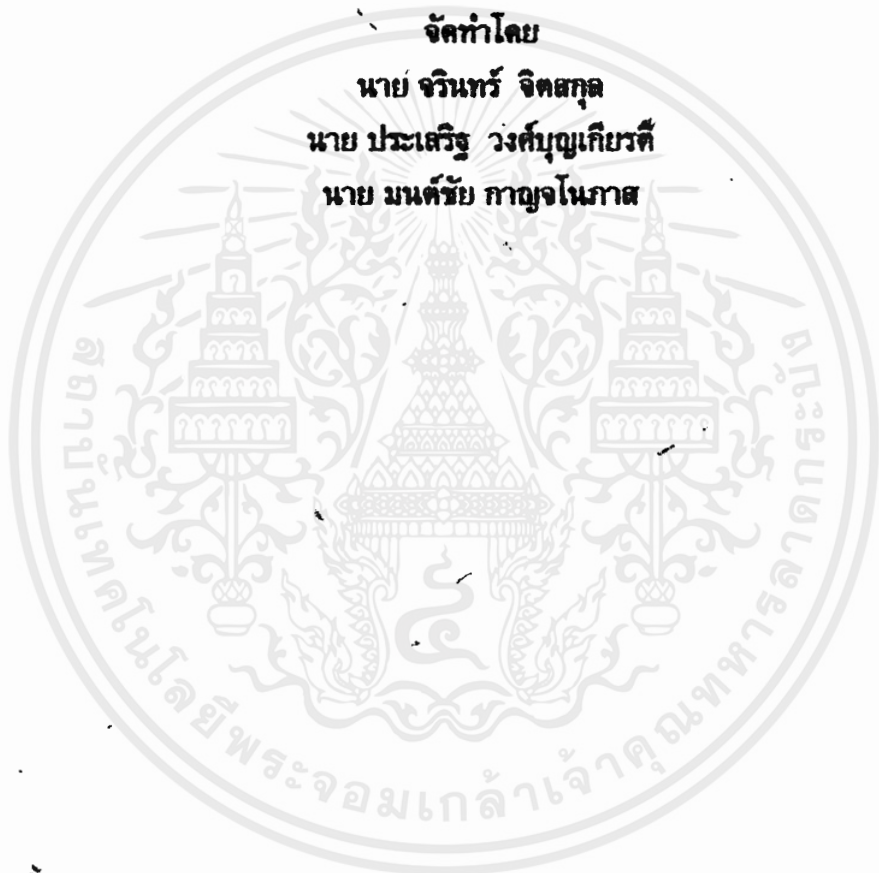 จัดทำโดย
นาย จรินทร์ จิตสกุล
นาย ประเสริฐ วงศ์บุญเกียรติ์
นาย มนต์ชัย กาญจโนภาส
สถาบันเทคโนโลยีพระจอมเกล้าเจ้าคุณทหารลาดกระบัง
๔